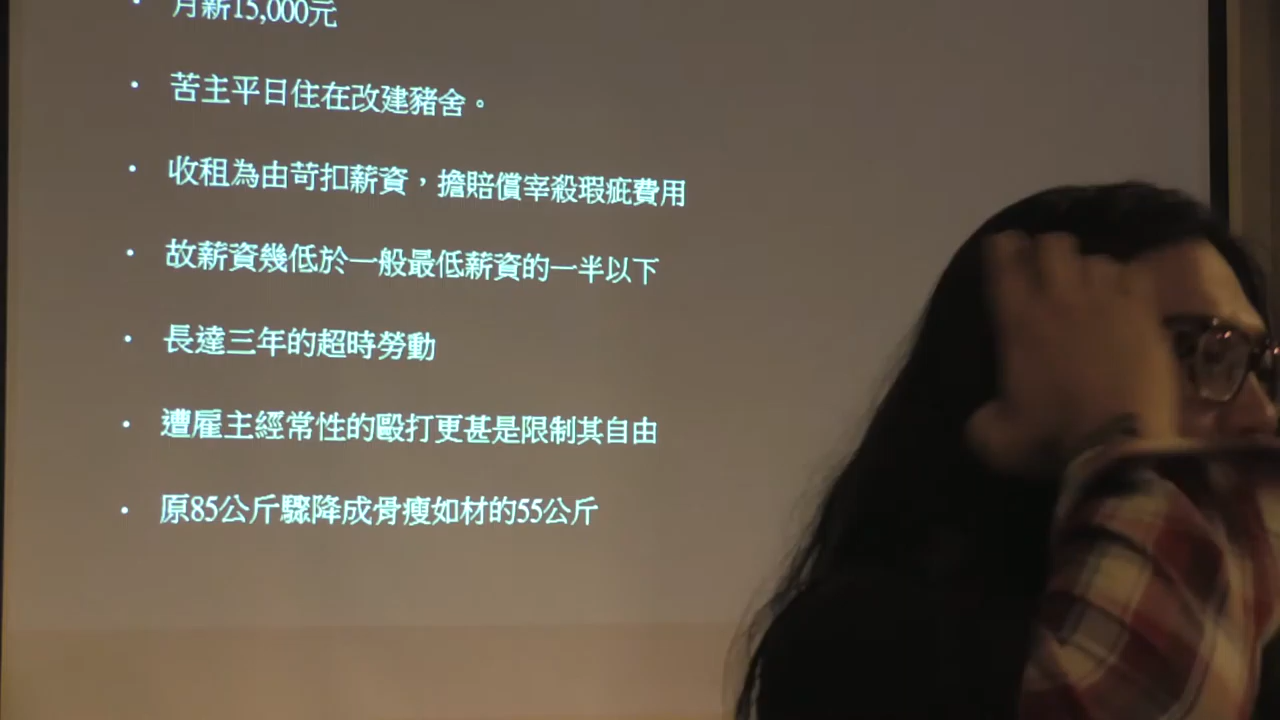 • 月薪15,000元
• 苦主平日住在改建豬舍。
• 收租為由苛扣薪資，擔賠償宰殺瑕疵費用
• 故薪資幾低於一般最低薪資的一半以下
• 長達三年的超時勞動
• 遭雇主經常性的毆打更甚是限制其自由
• 原85公斤驟降成骨瘦如材的55公斤